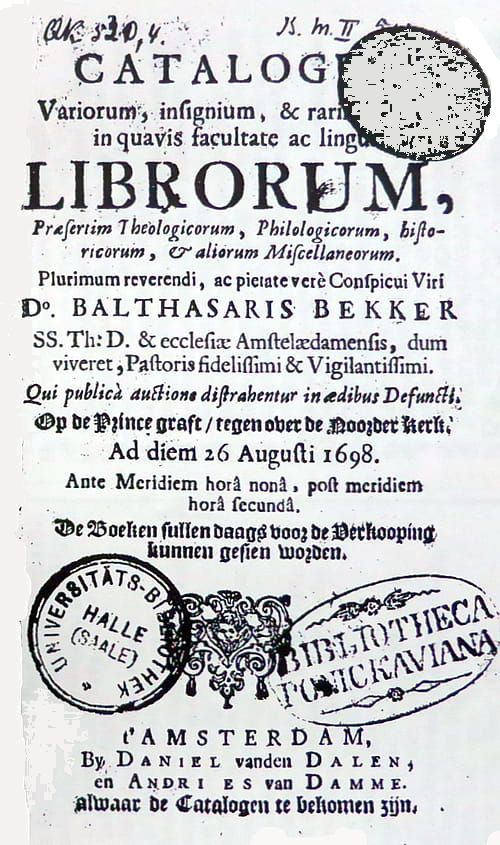 CATALOG
Variorum, inſignium, & rari
in quavis facultate ac lingu
LIBRORUM,
Præſertim Theologicorum, Philologicorum, hiſto-
ricorum, & aliorum Miſcellaneorum.
Plurimum reverendi, ac pietate verè Conſpicui Viri
Do. BALTHASARIS BEKKER
SS. Th: D. & eccleſiæ Amſtelædamenſis, dum
viveret, Paſtoris fideliſſimi & Vigilantiſſimi.
Qui publicâ auctione diſtrahentur in ædibus Defuncti.
Op de Prince graft / tegen over de Noorder Kerk.
Ad diem 26 Auguſti 1698.
Ante Meridiem horâ nonâ, poſt meridiem
horâ ſecundâ.
De Boeken ſullen daags voor de Verkooping
kunnen geſien worden.
UNIVERSITÄTS-BIBLIOTHEK
HALLE
(SAALE)
BIBLIOTHECA
PONICKAVIANA
t'AMSTERDAM,
By DANIEL vanden DALEN,
en ANDRIES van DAMME.
alwaar de Catalogen te bekomen zijn.